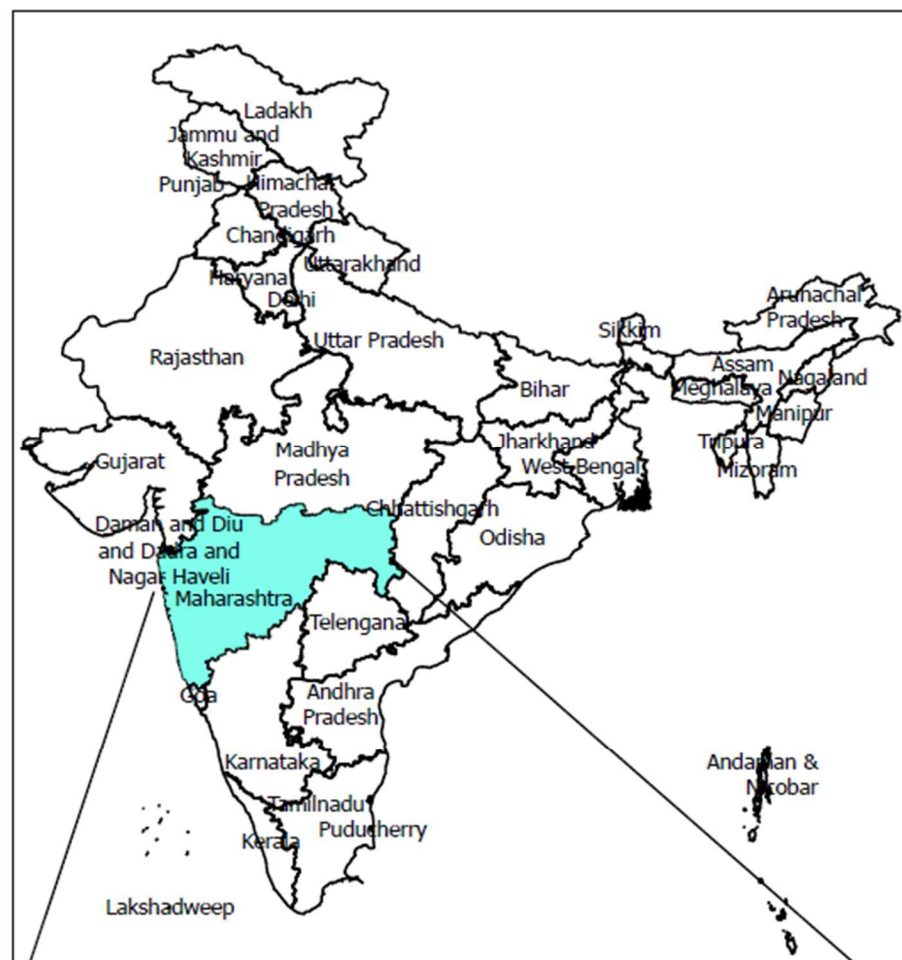 Ladakh
Jammu and
Kashmir
Punjab
Himachal
Pradesh
Chandigarh
Uttarakhand
Haryana
Delhi
Arunachal
Pradesh
Sikkim
Uttar Pradesh
Rajasthan
Assam
Nagaland
Bihar
Meghalaya
Manipur
Jharkhand
Tripura
Madhya
Pradesh
Gujarat
West Bengal
Mizoram
Chhattishgarh
Daman and Diu
and Dadra and
Nagar Haveli
Odisha
Maharashtra
Telengana
Goa
Andhra
Pradesh
Karnataka
Andaman &
Nicobar
Tamilnadu
Puducherry
Kerala
Lakshadweep